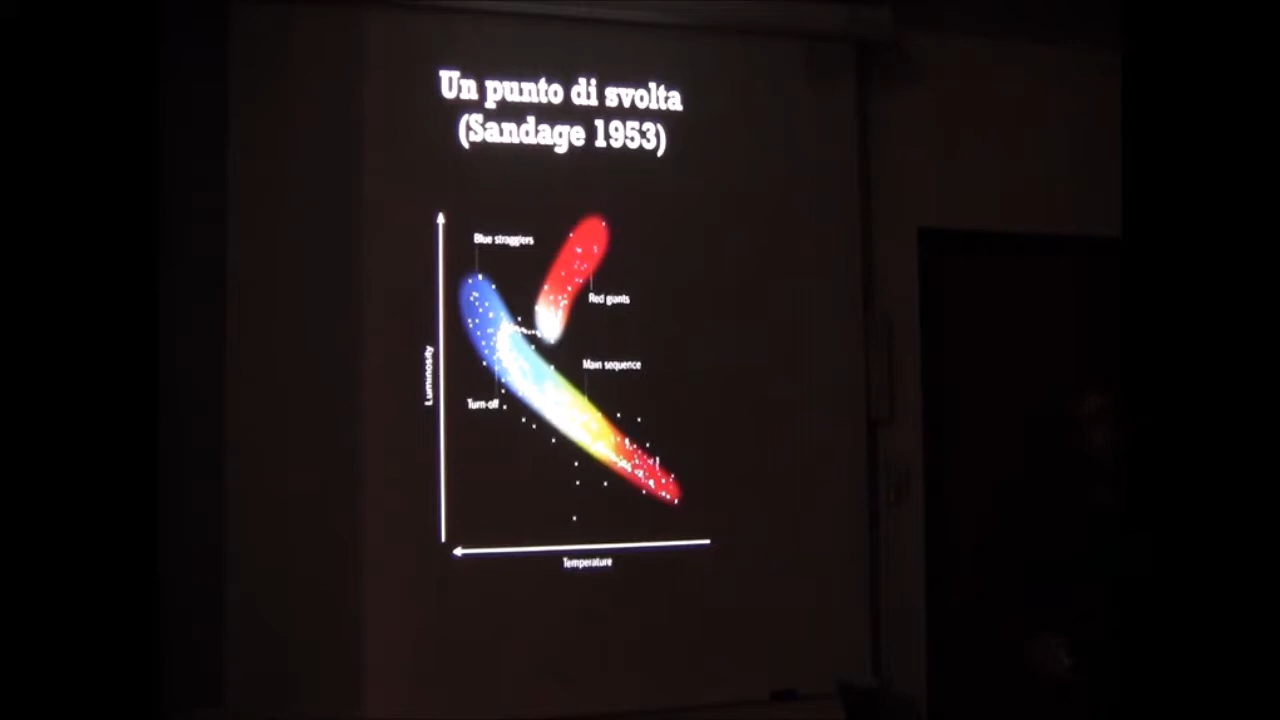 Un punto di svolta
(Sandage 1953)
Blue stragglers
Red giants
Main sequence
Turn-off
Luminosity
Temperature